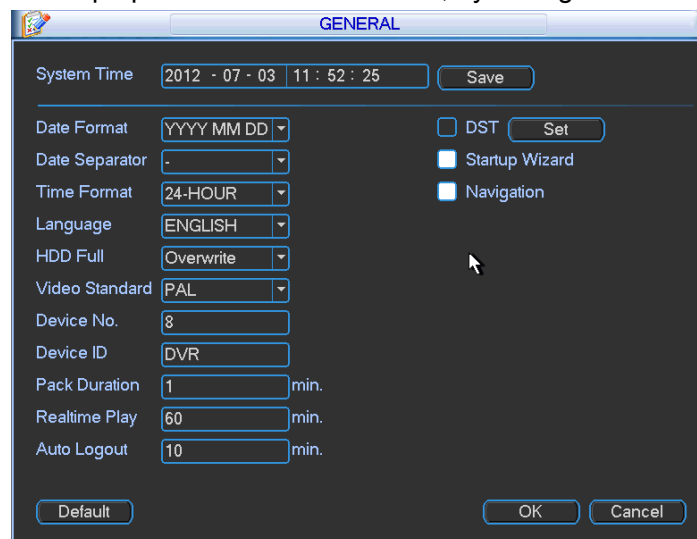 GENERAL
System Time 2012 - 07 - 03 11 : 52 : 25 Save
Date Format YYYY MM DD DST Set
Date Separator - Startup Wizard
Time Format 24-HOUR Navigation
Language ENGLISH
HDD Full Overwrite
Video Standard PAL
Device No. 8
Device ID DVR
Pack Duration 1 min.
Realtime Play 60 min.
Auto Logout 10 min.
Default OK Cancel